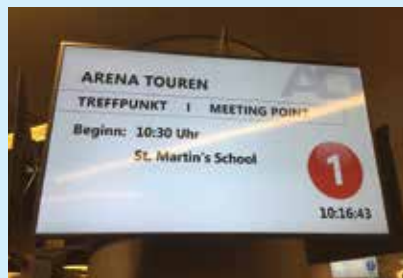 ARENA TOUREN
TREFFPUNKT I MEETING POINT
Beginn: 10:30 Uhr
St. Martin's School
1
10:16:43